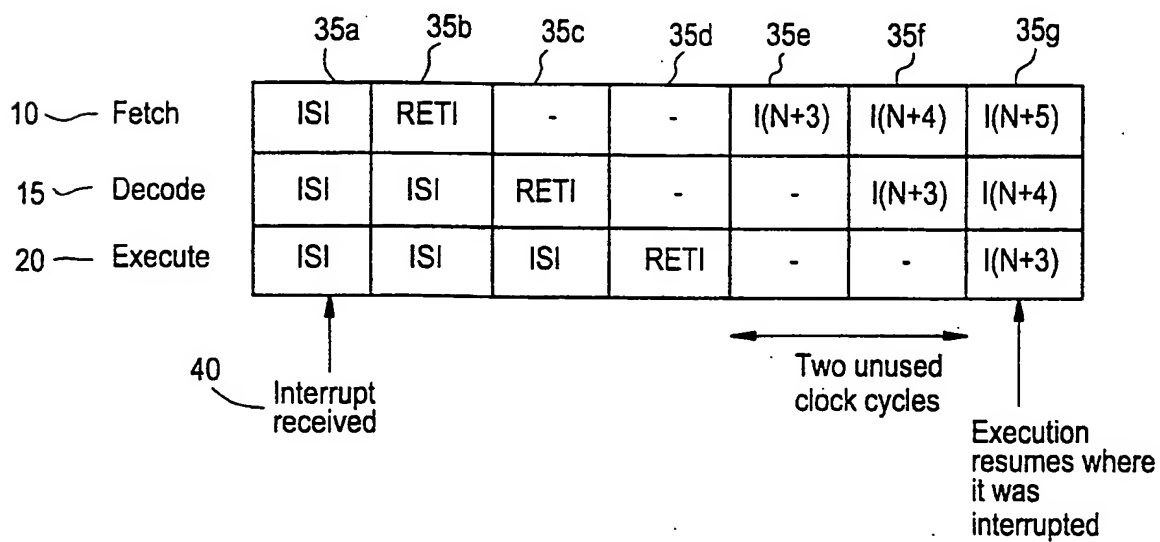 35a 35b 35c 35d 35e 35f 35g
10 Fetch ISI RETI - - I(N+3) I(N+4) I(N+5)
15 Decode ISI ISI RETI - - I(N+3) I(N+4)
20 Execute ISI ISI ISI RETI - - I(N+3)
40
Interrupt
received
Two unused
clock cycles
Execution
resumes where
it was
interrupted